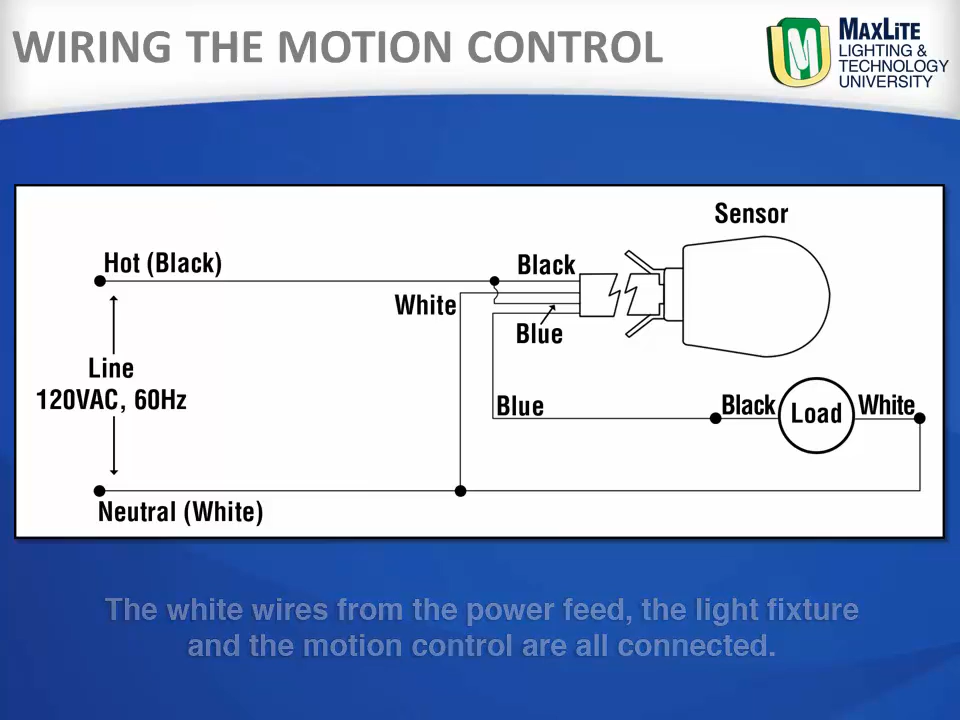 WIRING THE MOTION CONTROL
MAXLITE
LIGHTING &
TECHNOLOGY
UNIVERSITY
Sensor
Hot (Black)
Black
White
Blue
Line
120VAC, 60Hz
Blue
Black
Load
White
Neutral (White)
The white wires from the power feed, the light fixture
and the motion control are all connected.